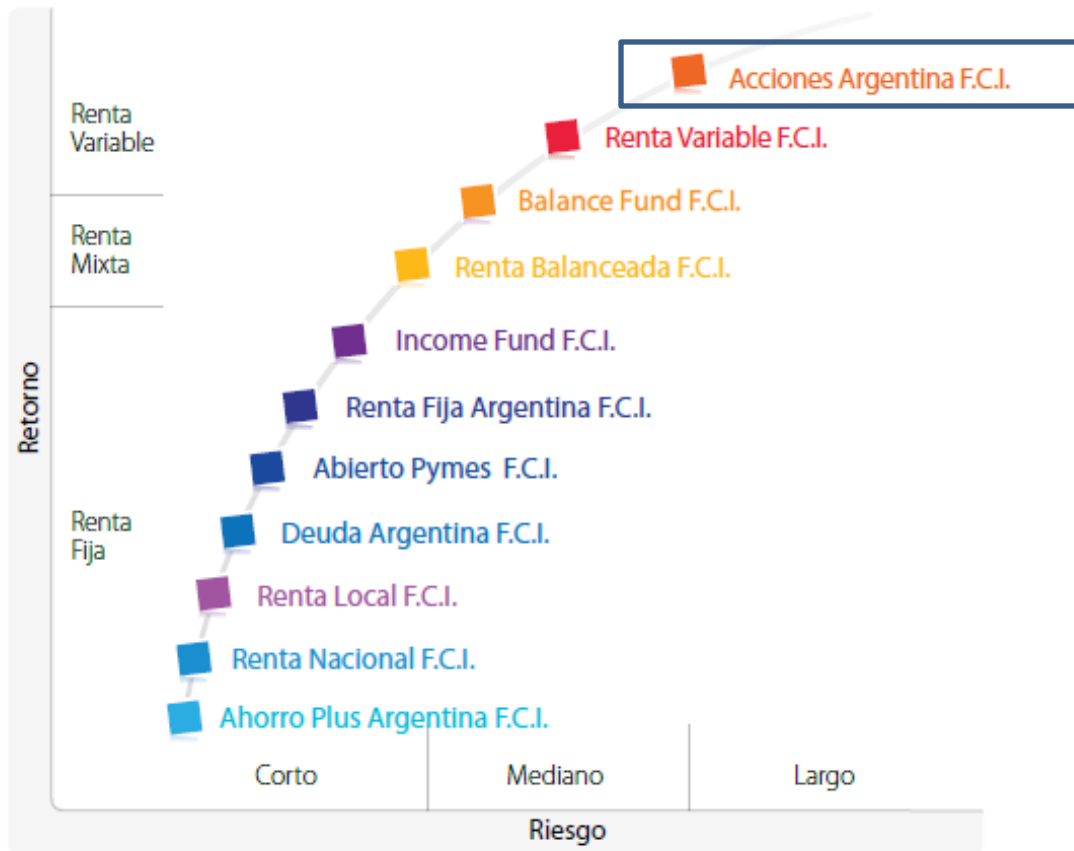 Acciones Argentina F.C.I.
Renta
Variable
Renta Variable F.C.I.
Balance Fund F.C.I.
Renta
Mixta
Renta Balanceada F.C.I.
Income Fund F.C.I.
Retorno
Renta Fija Argentina F.C.I.
Abierto Pymes F.C.I.
Renta
Fija
Deuda Argentina F.C.I.
Renta Local F.C.I.
Renta Nacional F.C.I.
Ahorro Plus Argentina F.C.I.
Corto
Mediano
Largo
Riesgo